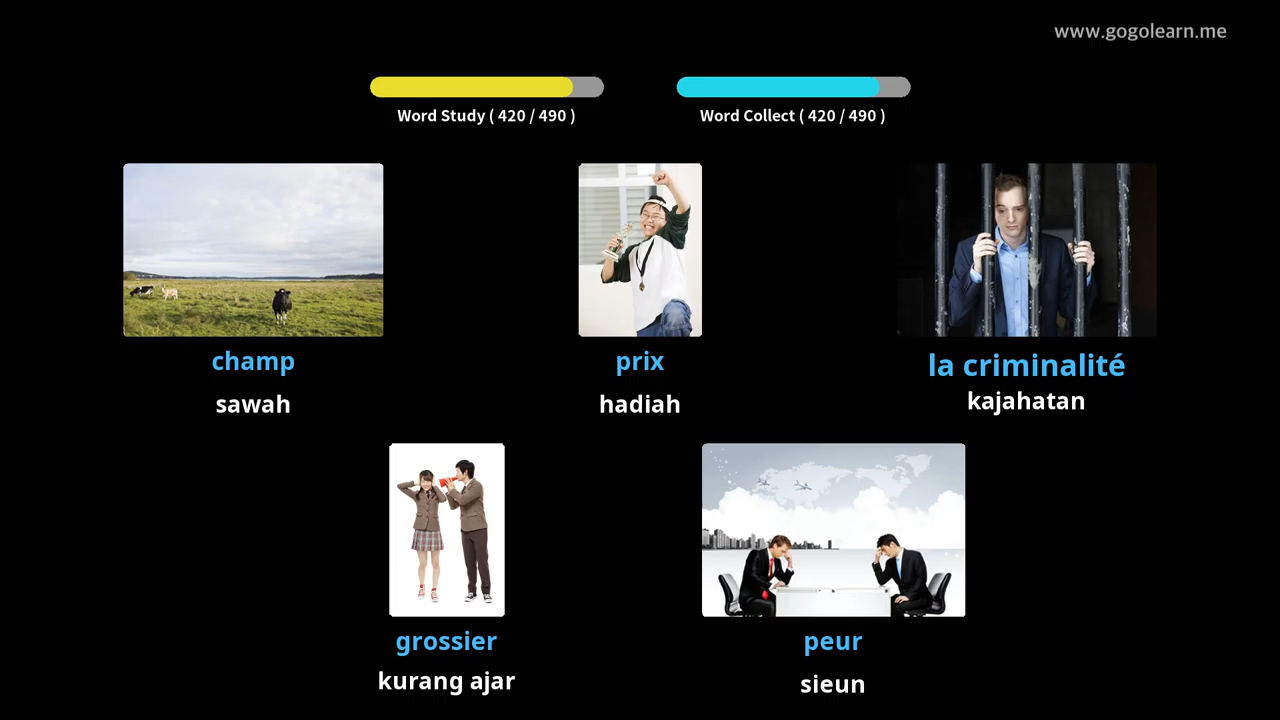 www.gogolearn.me
Word Study ( 420 / 490 )
Word Collect ( 420 / 490 )
champ
sawah
prix
hadiah
la criminalité
kajahatan
grossier
kurang ajar
peur
sieun